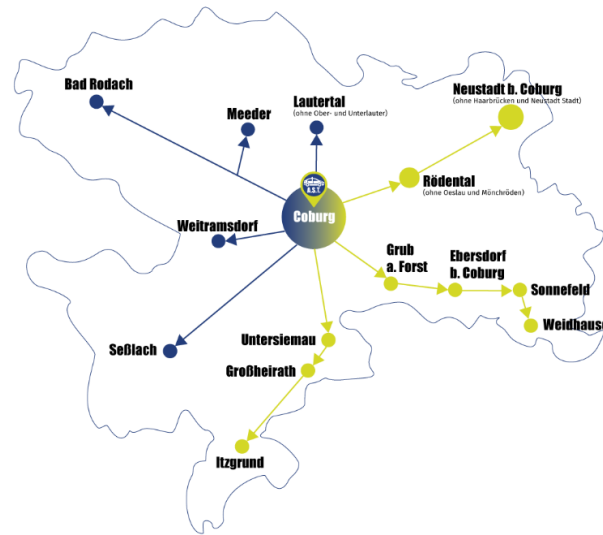 Bad Rodach
Meeder
Lautertal
(ohne Ober- und Unterlauter)
Neustadt b. Coburg
(ohne Haarbrücken und Neustadt Stadt)
A.S.T.
Rödental
(ohne Oeslau und Mönchröden)
Coburg
Weitramsdorf
Grub
a. Forst
Ebersdorf
b. Coburg
Sonnefeld
Weidhause
Untersiemau
Seßlach
Großheirath
Itzgrund